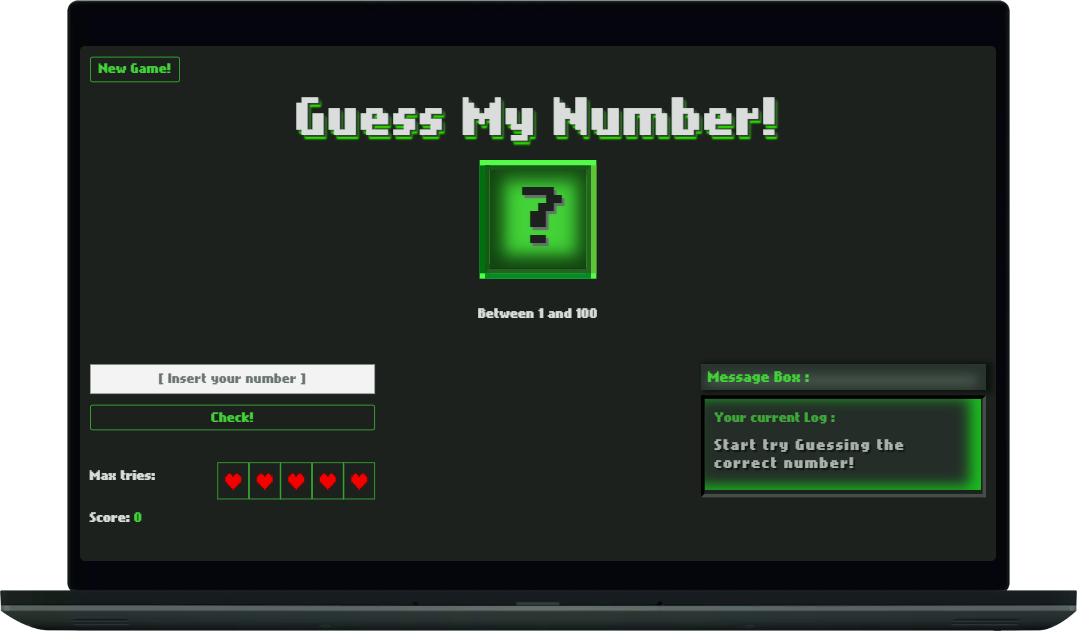 New Game!
Guess My Number!
?
Between 1 and 100
[ Insert your number ]
Check!
Max tries:
Score: 0
Message Box :
Your current Log :
Start try Guessing the
correct number!